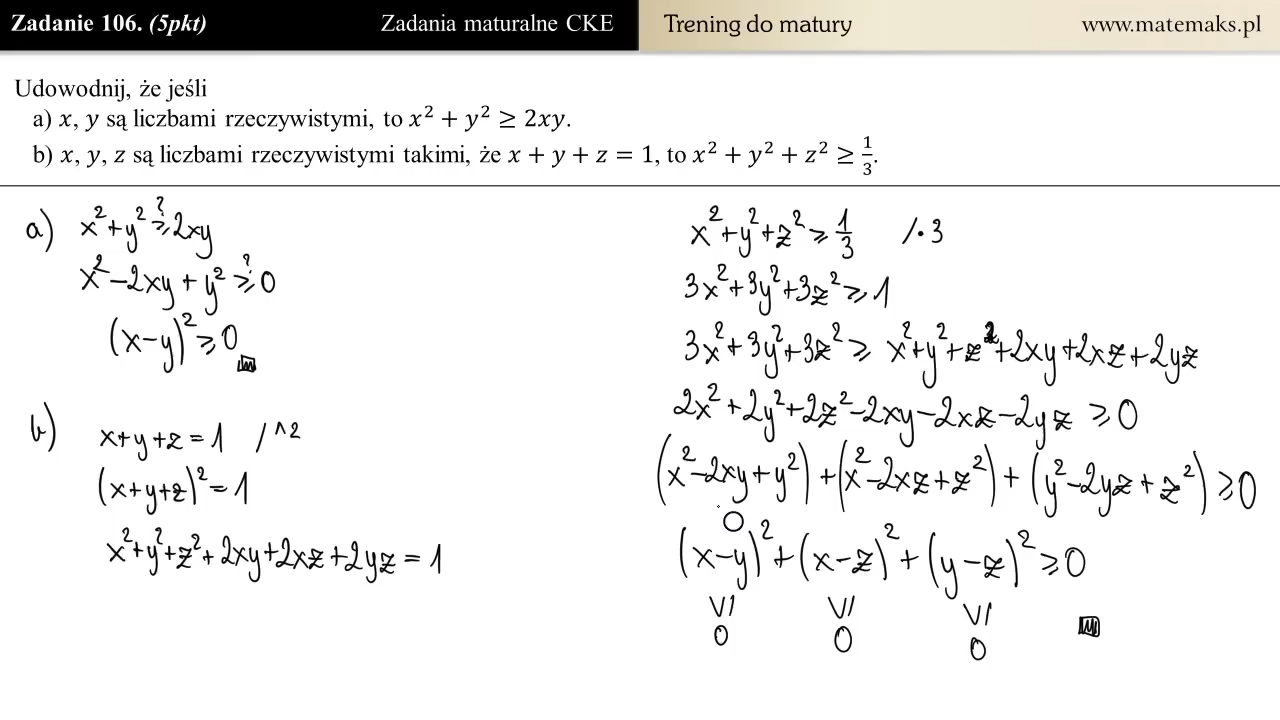 Zadanie 106. (5pkt) Zadania maturalne CKE Trening do matury www.matemaks.pl
Udowodnij, że jeśli
a) x, y są liczbami rzeczywistymi, to x² + y² ≥ 2xy.
b) x, y, z są liczbami rzeczywistymi takimi, że x + y + z = 1, to x² + y² + z² ≥ 1/3.
a) x²+y² ≥? 2xy
x²-2xy+y² ≥? 0
(x-y)² ≥ 0
b) x+y+z=1 /^2
(x+y+z)²=1
x²+y²+z²+2xy+2xz+2yz=1
x²+y²+z² ≥ 1/3 /·3
3x²+3y²+3z² ≥ 1
3x²+3y²+3z² ≥ x²+y²+z²+2xy+2xz+2yz
2x²+2y²+2z²-2xy-2xz-2yz ≥ 0
(x²-2xy+y²)+(x²-2xz+z²)+(y²-2yz+z²) ≥ 0
(x-y)²+(x-z)²+(y-z)² ≥ 0
V/ V/ V/
0 0 0